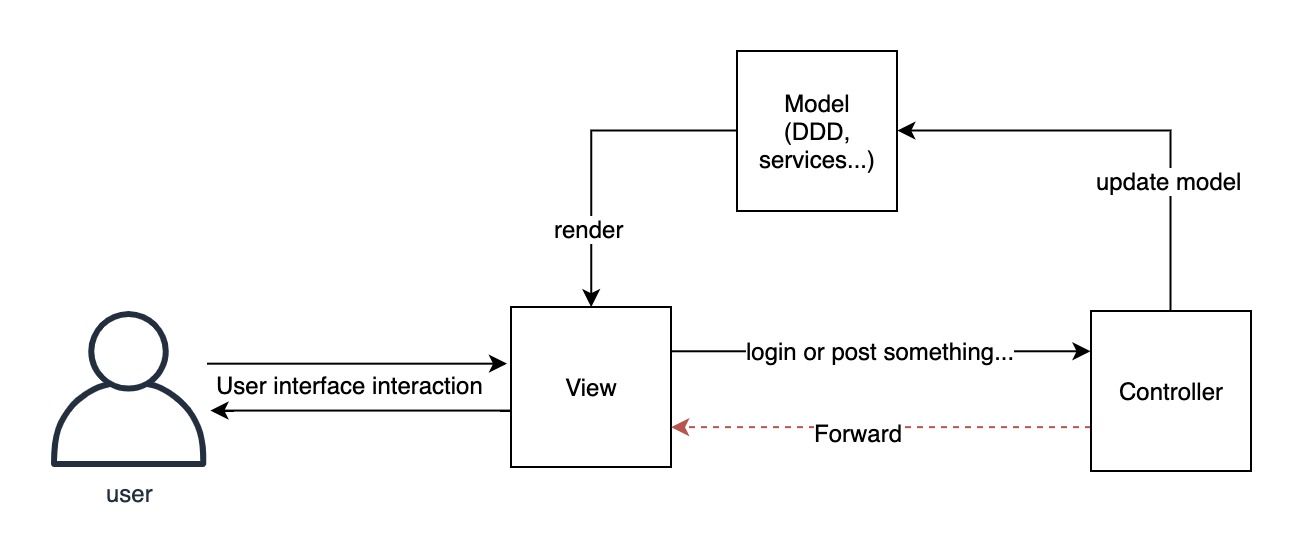 Model
(DDD,
services...)
update model
render
User interface interaction
View
login or post something...
Controller
Forward
user